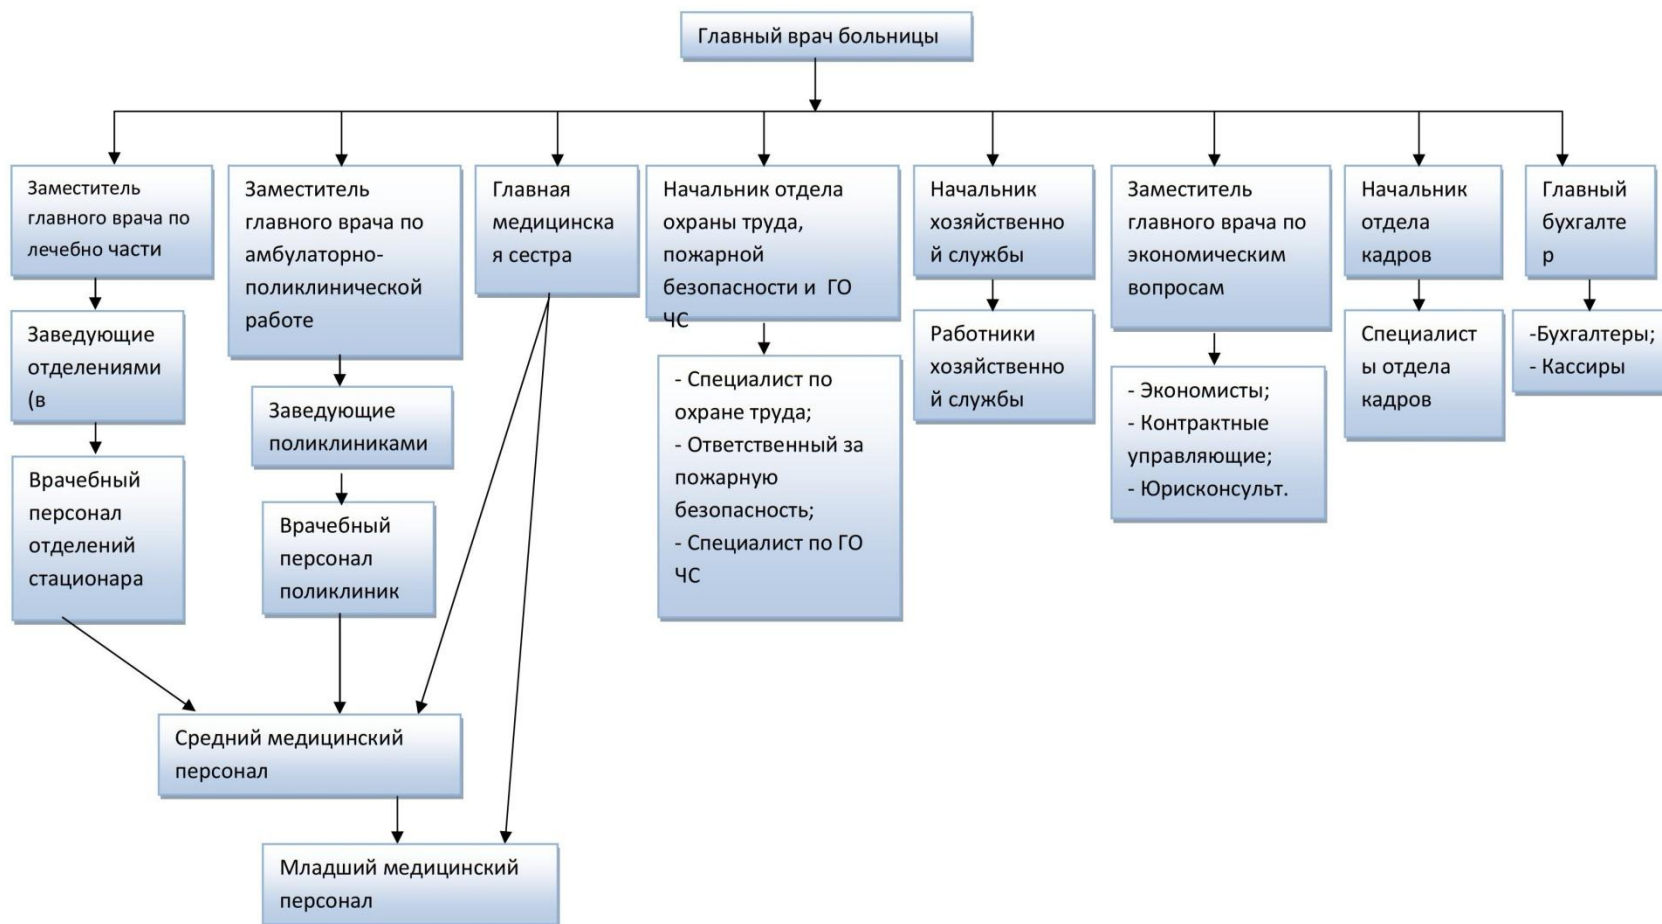 Главный врач больницы
Заместитель
главного врача по
лечебно части
Заместитель
главного врача по
амбулаторно-
поликлинической
работе
Главная
медицинска
я сестра
Начальник отдела
охраны труда,
пожарной
безопасности и ГО
ЧС
Начальник
хозяйственно
й службы
Заместитель
главного врача по
экономическим
вопросам
Начальник
отдела
кадров
Главный
бухгалте
р
Заведующие
отделениями
(в
Заведующие
поликлиниками
- Специалист по
охране труда;
- Ответственный за
пожарную
безопасность;
- Специалист по ГО
ЧС
Работники
хозяйственно
й службы
- Экономисты;
- Контрактные
управляющие;
- Юрисконсульт.
Специалист
ы отдела
кадров
-Бухгалтеры;
- Кассиры
Врачебный
персонал
отделений
стационара
Врачебный
персонал
поликлиник
Средний медицинский
персонал
Младший медицинский
персонал